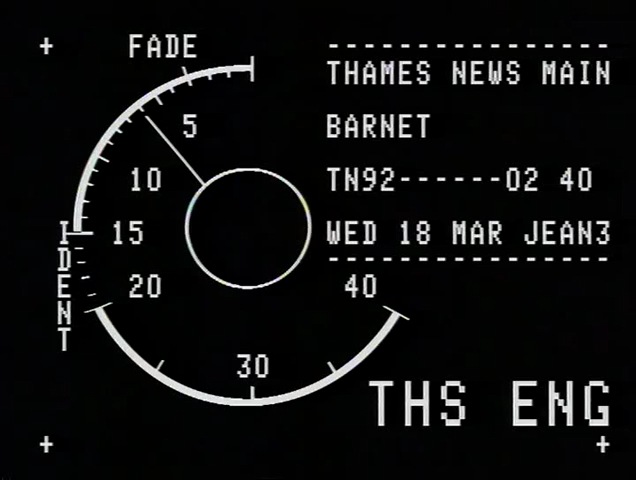 FADE
----------------
THAMES NEWS MAIN
5
BARNET
10
TN92------02 40
15
WED 18 MAR JEAN3
----------------
IDENT
20
40
30
THS ENG